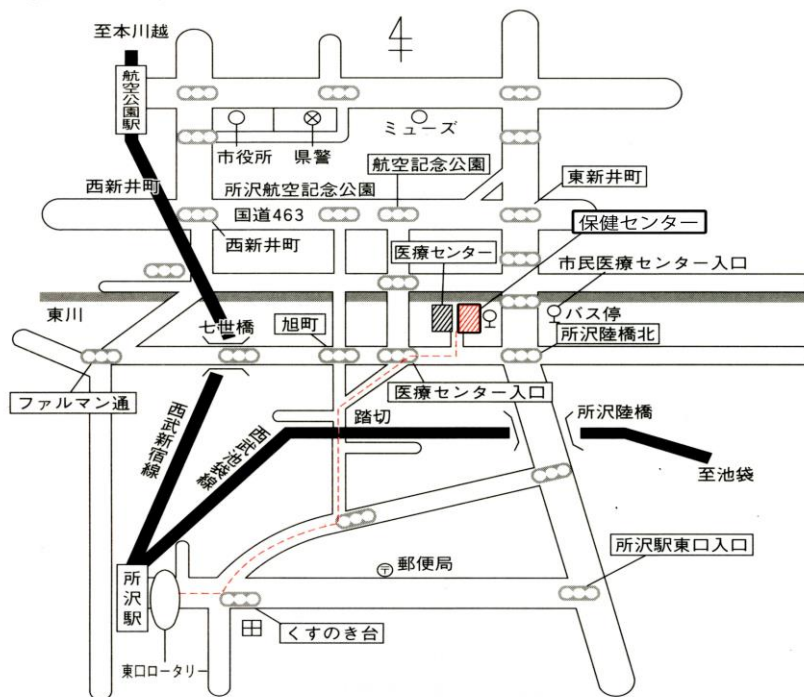 至本川越
航空公園駅
市役所
県警
ミューズ
航空記念公園
西新井町
所沢航空記念公園
東新井町
国道463
西新井町
保健センター
医療センター
市民医療センター入口
東川
バス停
七世橋
旭町
所沢陸橋北
ファルマン通
医療センター入口
西武新宿線
西武池袋線
踏切
所沢陸橋
至池袋
郵便局
所沢駅東口入口
所沢駅
くすのき台
東口ロータリー